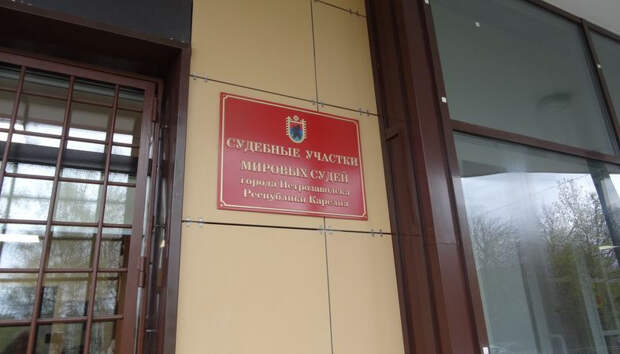 СУДЕБНЫЕ УЧАСТКИ
МИРОВЫХ СУДЕЙ
города Петрозаводска
Республики Карелия